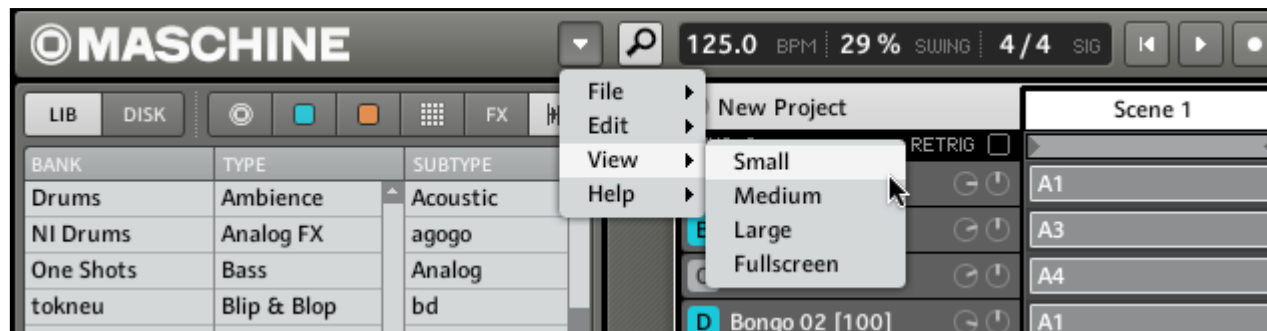 MASCHINE
125.0 BPM 29 % SWING 4/4 SIG
File
Edit
View
Help
Small
Medium
Large
Fullscreen
LIB DISK FX
New Project
Scene 1
RETRIG
BANK TYPE SUBTYPE
Drums Ambience Acoustic
A1
NI Drums Analog FX agogo
A3
One Shots Bass Analog
C A4
tokneu Blip & Blop bd
D Bongo 02 [100] A1